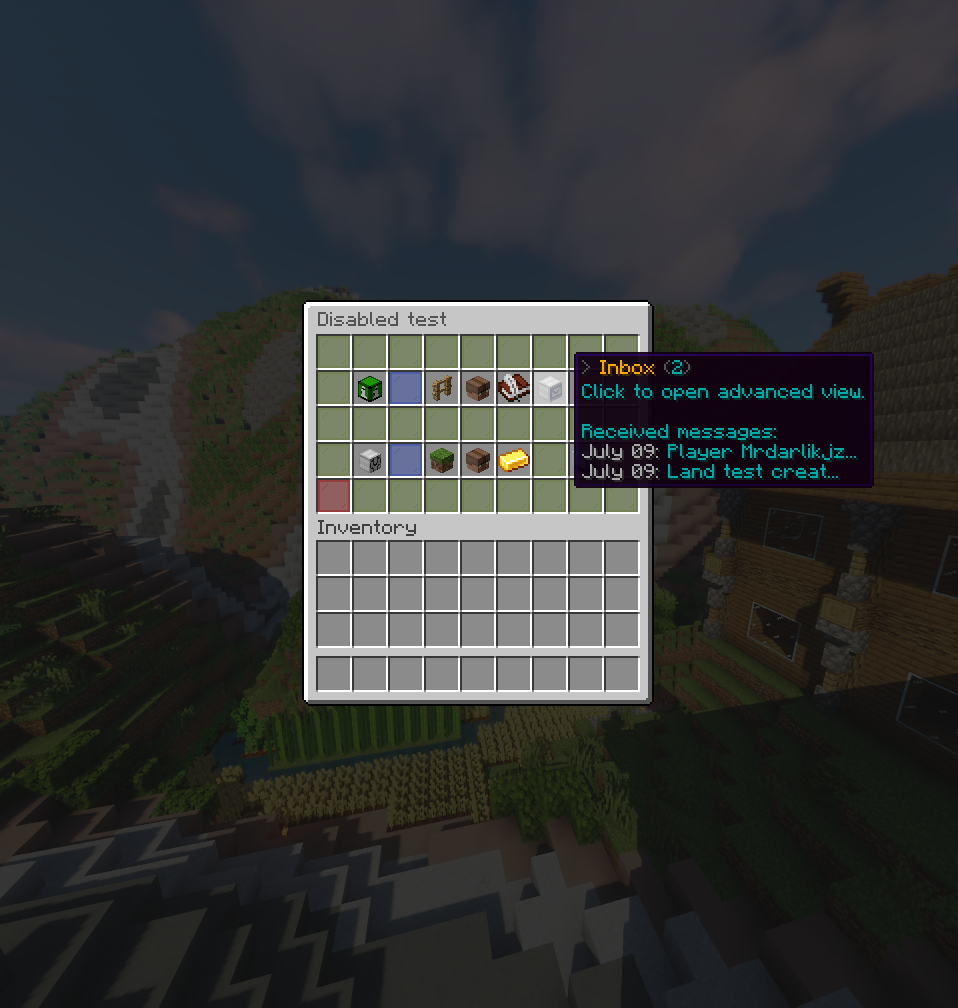 Disabled test
> Inbox (2)
Click to open advanced view.
Received messages:
July 09: Player Mrdarlikjz...
July 09: Land test creat...
Inventory